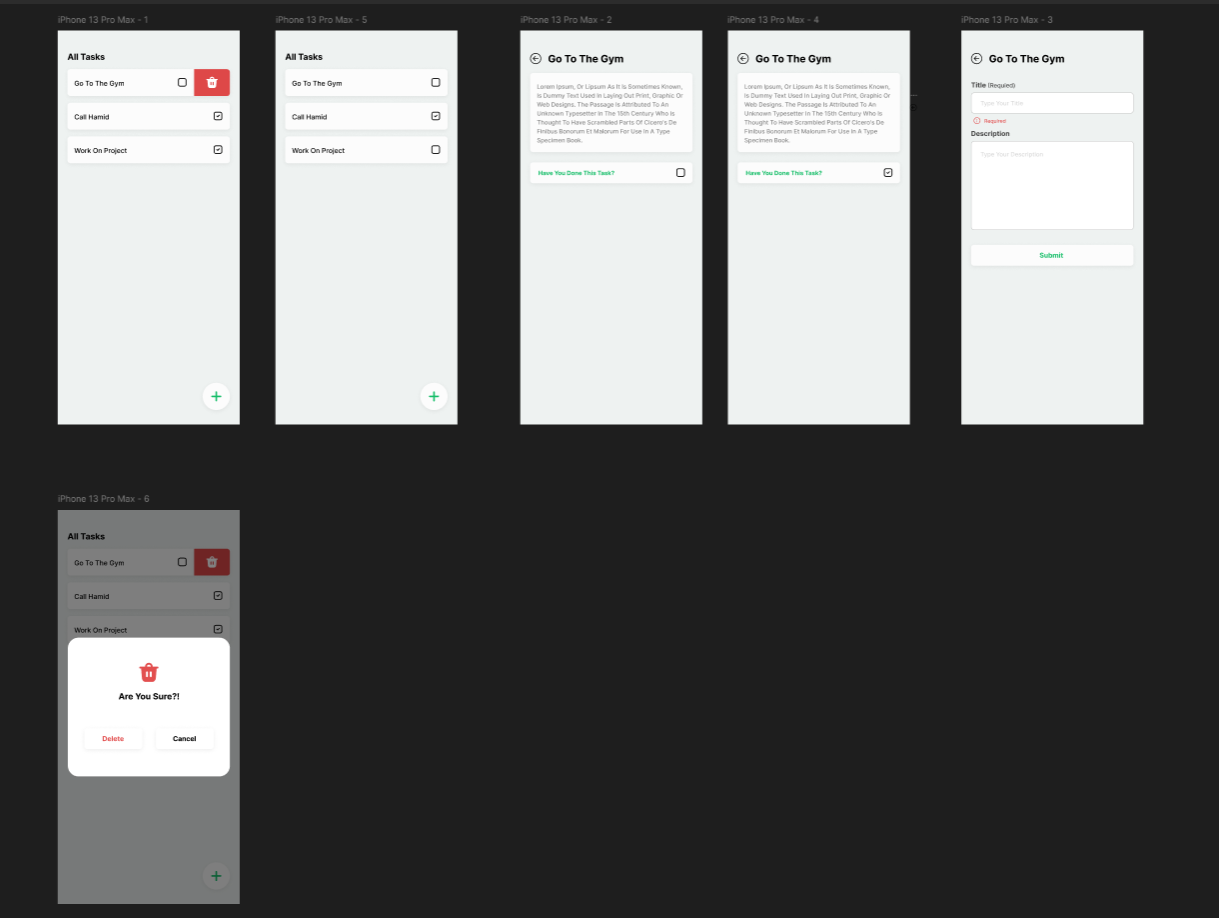 iPhone 13 Pro Max - 1
All Tasks
Go To The Gym
Call Hamid
Work On Project
iPhone 13 Pro Max - 5
All Tasks
Go To The Gym
Call Hamid
Work On Project
iPhone 13 Pro Max - 2
Go To The Gym
Lorem Ipsum, Or Lipsum As It Is Sometimes Known,
Is Dummy Text Used In Laying Out Print, Graphic Or
Web Designs. The Passage Is Attributed To An
Unknown Typesetter In The 15th Century Who Is
Thought To Have Scrambled Parts Of Cicero's De
Finibus Bonorum Et Malorum For Use In A Type
Specimen Book.
Have You Done This Task?
iPhone 13 Pro Max - 4
Go To The Gym
Lorem Ipsum, Or Lipsum As It Is Sometimes Known,
Is Dummy Text Used In Laying Out Print, Graphic Or
Web Designs. The Passage Is Attributed To An
Unknown Typesetter In The 15th Century Who Is
Thought To Have Scrambled Parts Of Cicero's De
Finibus Bonorum Et Malorum For Use In A Type
Specimen Book.
Have You Done This Task?
iPhone 13 Pro Max - 3
Go To The Gym
Title (Required)
Type Your Title
Required
Description
Type Your Description
Submit
iPhone 13 Pro Max - 6
All Tasks
Go To The Gym
Call Hamid
Work On Project
Are You Sure?!
Delete
Cancel